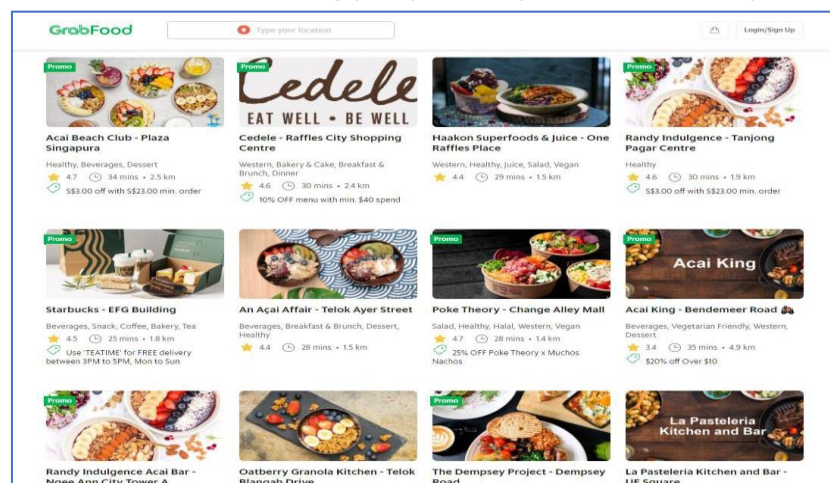 GrabFood
Type your location
Login/Sign Up
Promo
Acai Beach Club - Plaza
Singapura
Healthy, Beverages, Dessert
4.7 34 mins • 2.5 km
S$3.00 off with S$23.00 min. order
Promo
Cedele
EAT WELL • BE WELL
Cedele - Raffles City Shopping
Centre
Western, Bakery & Cake, Breakfast &
Brunch, Dinner
4.6 30 mins • 2.4 km
10% OFF menu with min. $40 spend
Haakon Superfoods & Juice - One
Raffles Place
Western, Healthy, Juice, Salad, Vegan
4.4 29 mins • 1.5 km
Promo
Randy Indulgence - Tanjong
Pagar Centre
Healthy
4.6 30 mins • 1.9 km
S$3.00 off with S$23.00 min. order
Promo
Starbucks - EFG Building
Beverages, Snack, Coffee, Bakery, Tea
4.5 25 mins • 1.8 km
Use 'TEATIME' for FREE delivery
between 3PM to 5PM, Mon to Sun
An Açai Affair - Telok Ayer Street
Beverages, Breakfast & Brunch, Dessert,
Healthy
4.4 28 mins • 1.5 km
Promo
Poke Theory - Change Alley Mall
Salad, Healthy, Halal, Western, Vegan
4.7 28 mins • 1.4 km
25% OFF Poke Theory x Muchos
Nachos
Promo
Acai King
Acai King - Bendemeer Road
Beverages, Vegetarian Friendly, Western,
Dessert
3.4 35 mins • 4.9 km
$20% off Over $10
Promo
Randy Indulgence Acai Bar -
Ngee Ann City Tower A
Oatberry Granola Kitchen - Telok
Blangah Drive
Promo
The Dempsey Project - Dempsey
Road
La Pasteleria
Kitchen and Bar
La Pasteleria Kitchen and Bar -
UE Square